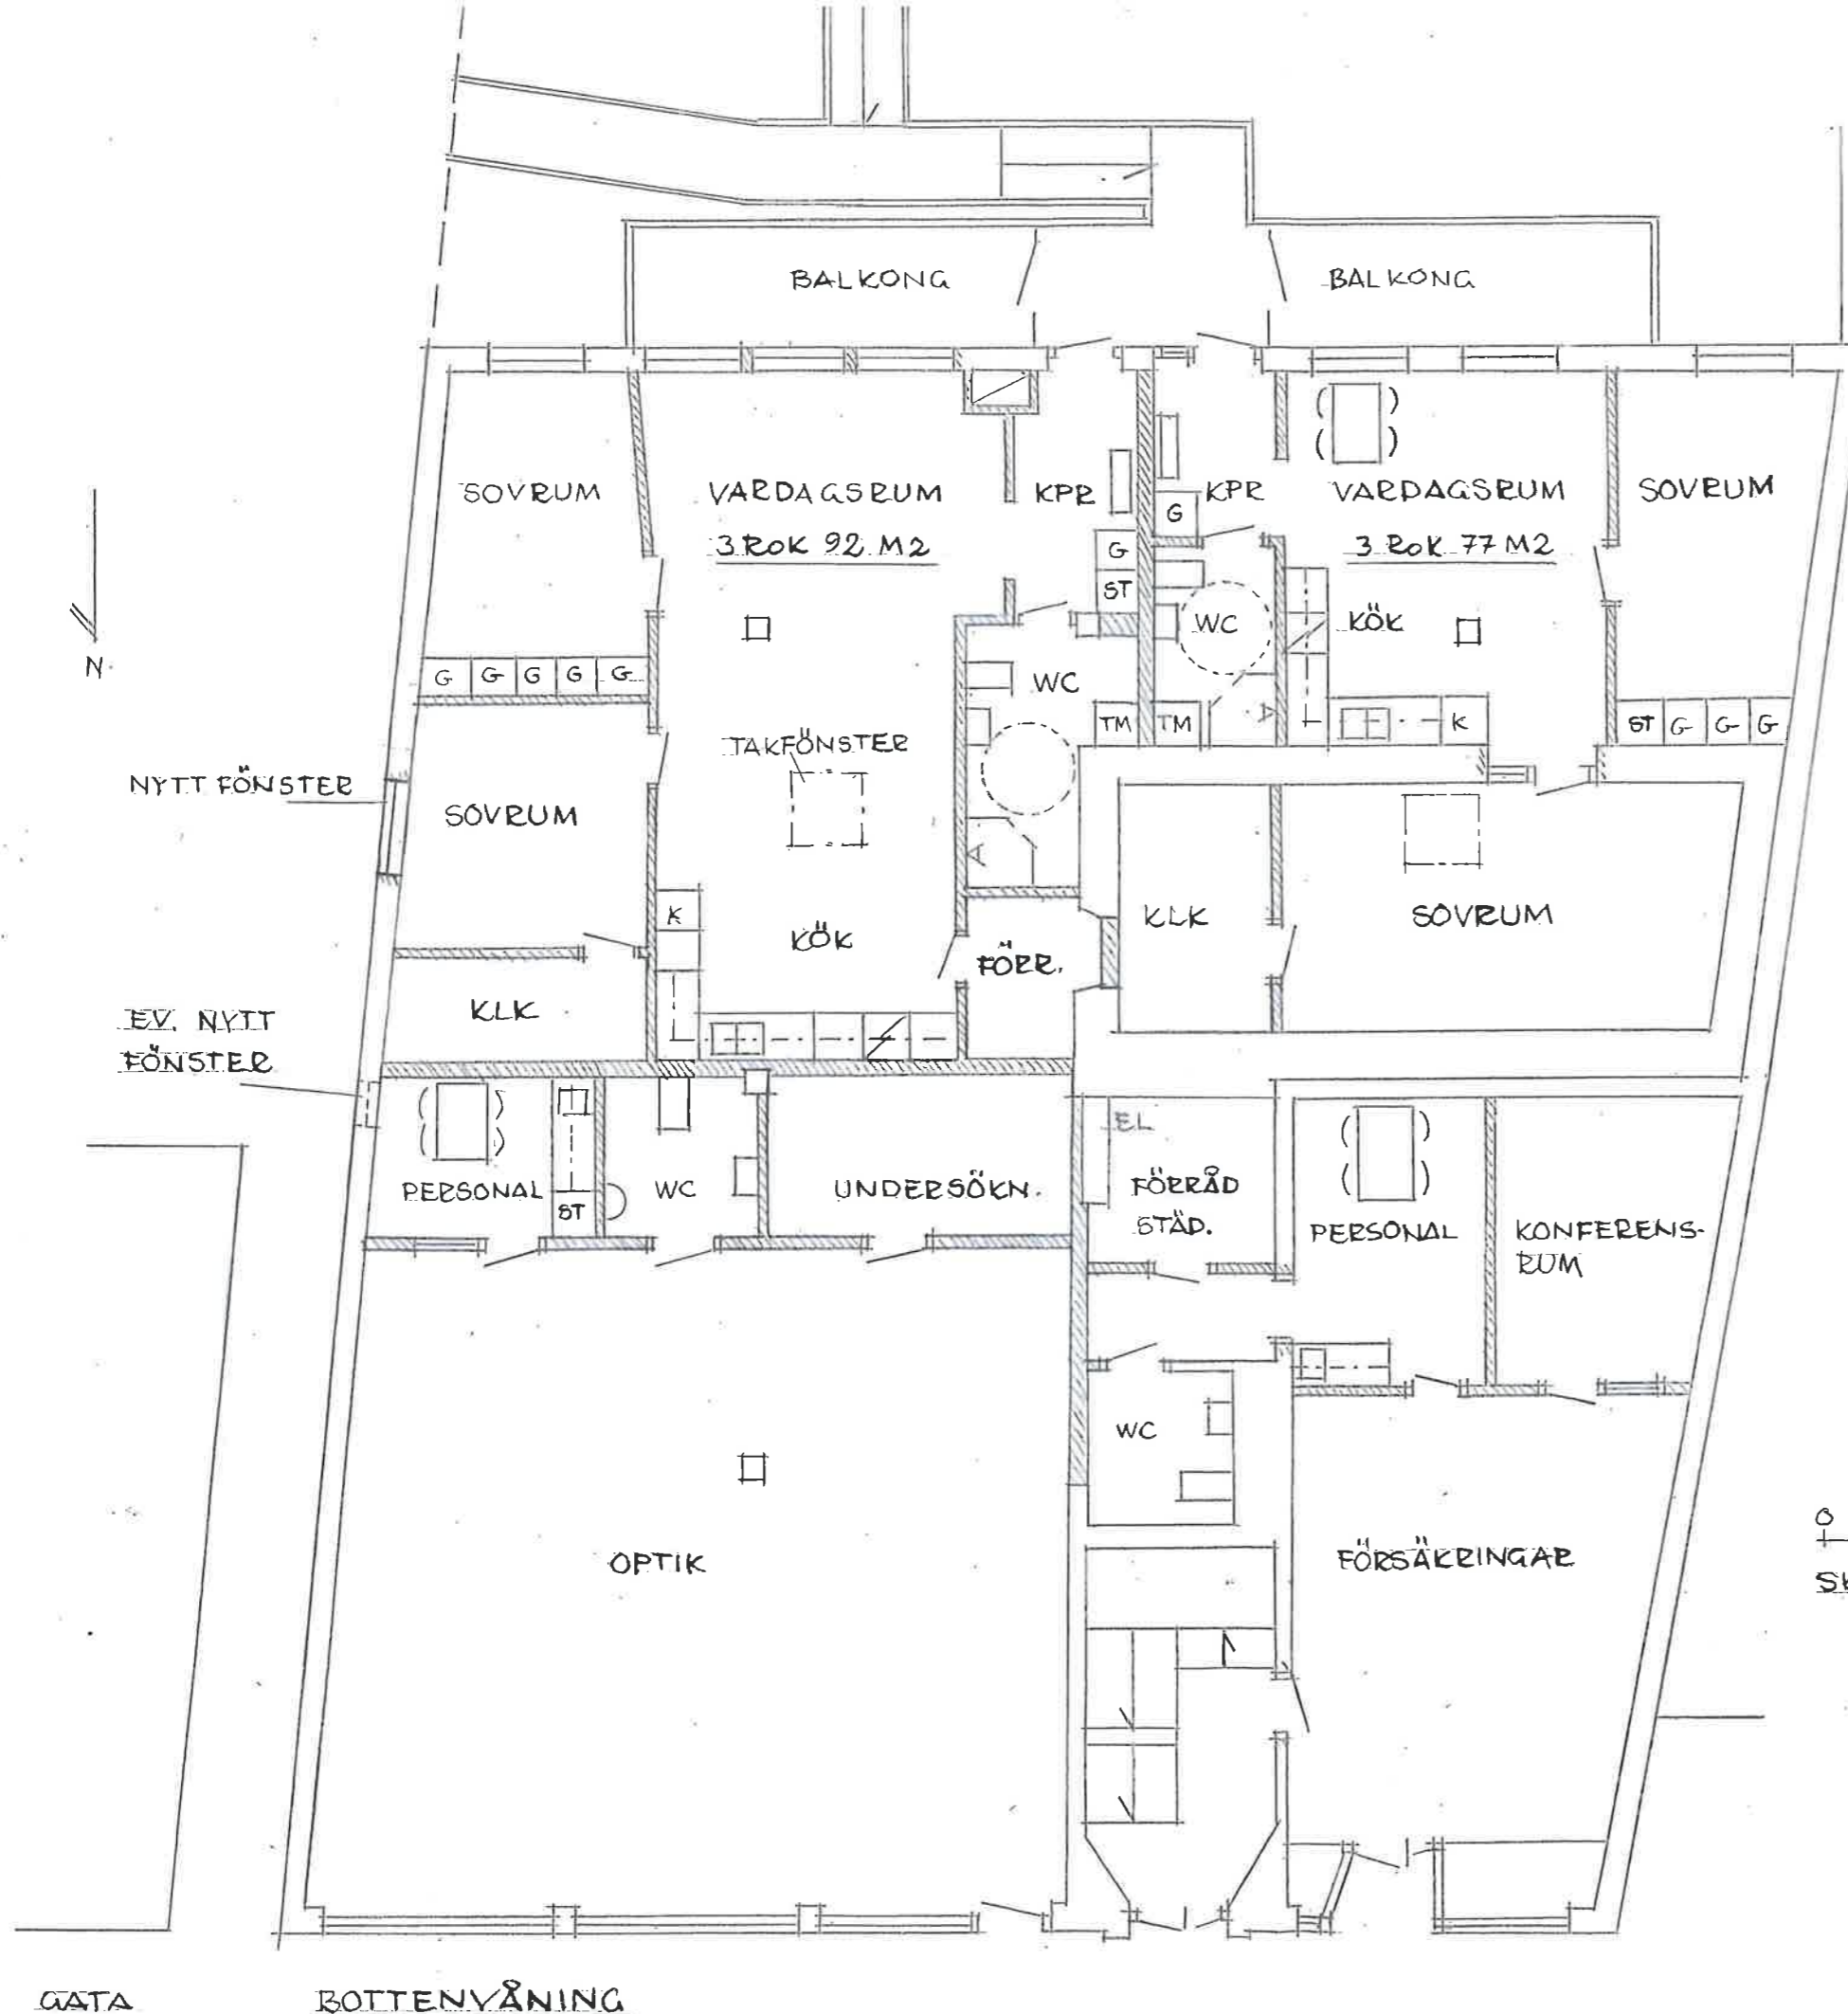 BALKONG
BALKONG
SOVRUM
VARDAGSRUM
3 ROK 92 M2
KPR
KPR
VARDAGSRUM
3 ROK 77 M2
SOVRUM
G
G
ST
WC
KÖK
N
G G G G G
WC
TM
TM
K
ST G G G
TAKFÖNSTER
NYTT FÖNSTER
SOVRUM
K
KÖK
FÖRR.
KLK
SOVRUM
KLK
EV. NYTT
FÖNSTER
PERSONAL
ST
WC
UNDERSÖKN.
EL
FÖRRÅD
STÄD.
PERSONAL
KONFERENS-
RUM
WC
OPTIK
FÖRSÄKRINGAR
0
GATA
BOTTENVÅNING